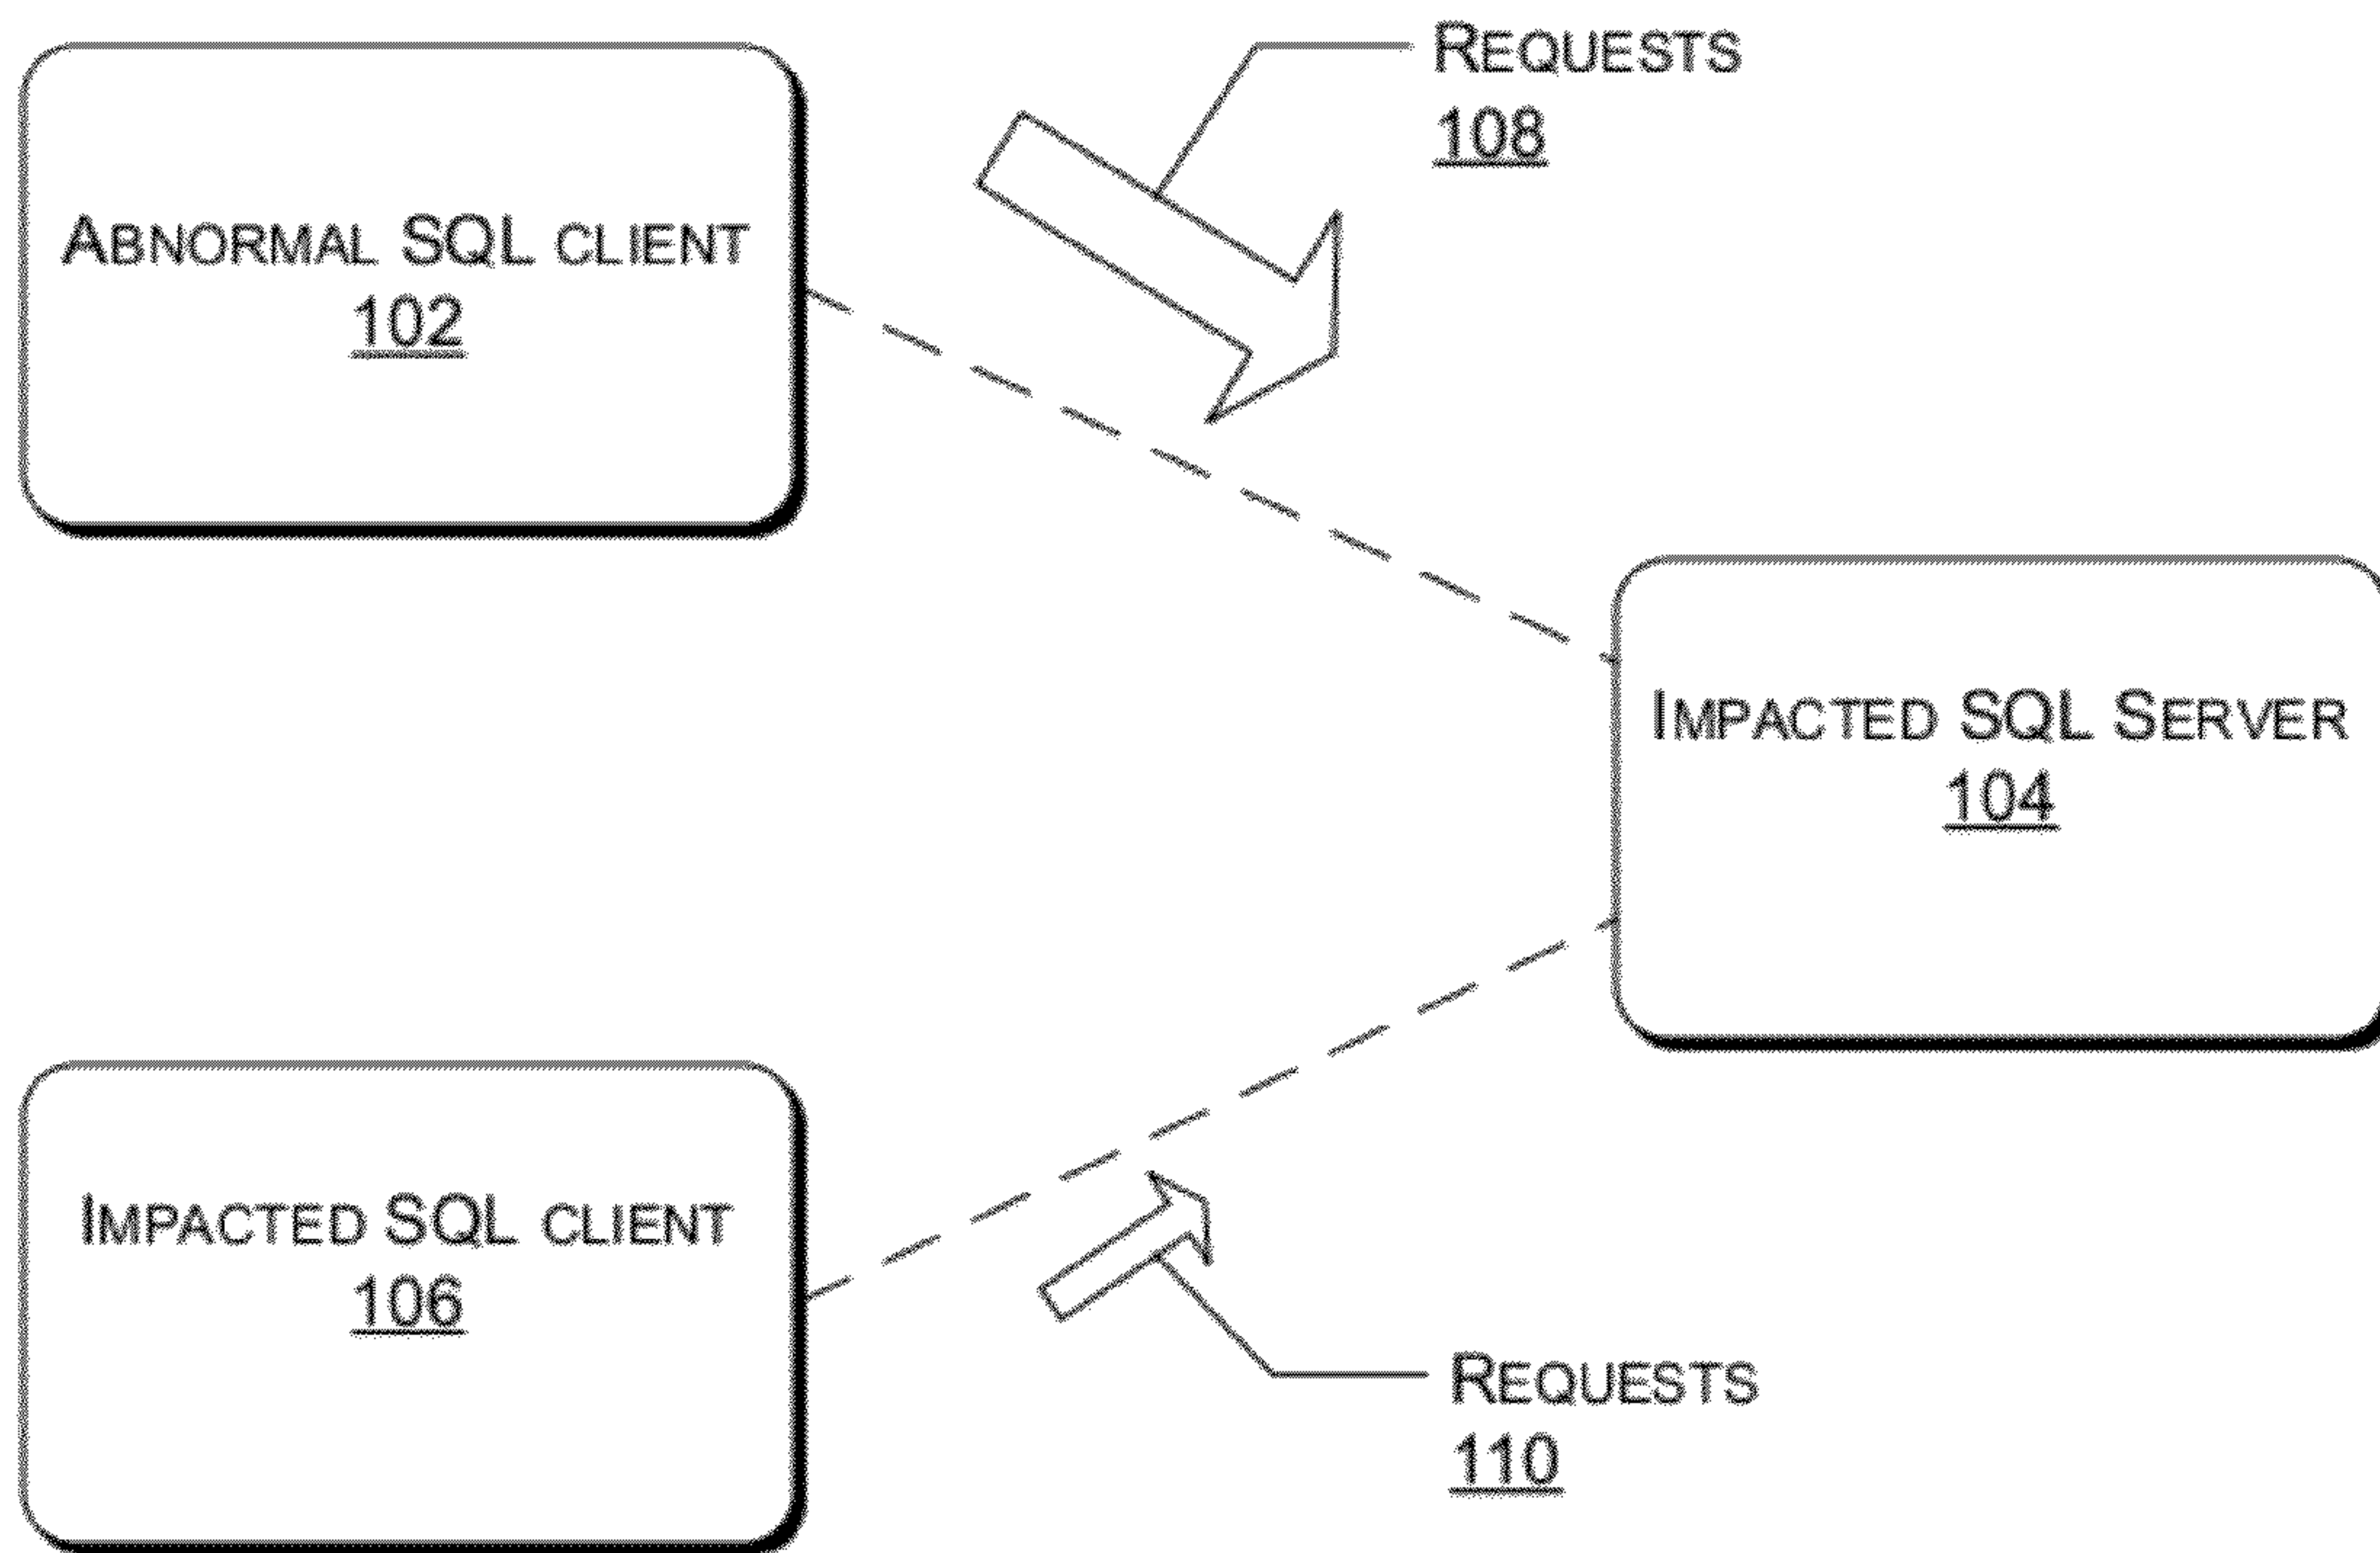 REQUESTS
108
ABNORMAL SQL CLIENT
102
IMPACTED SQL SERVER
104
IMPACTED SQL CLIENT
106
REQUESTS
110